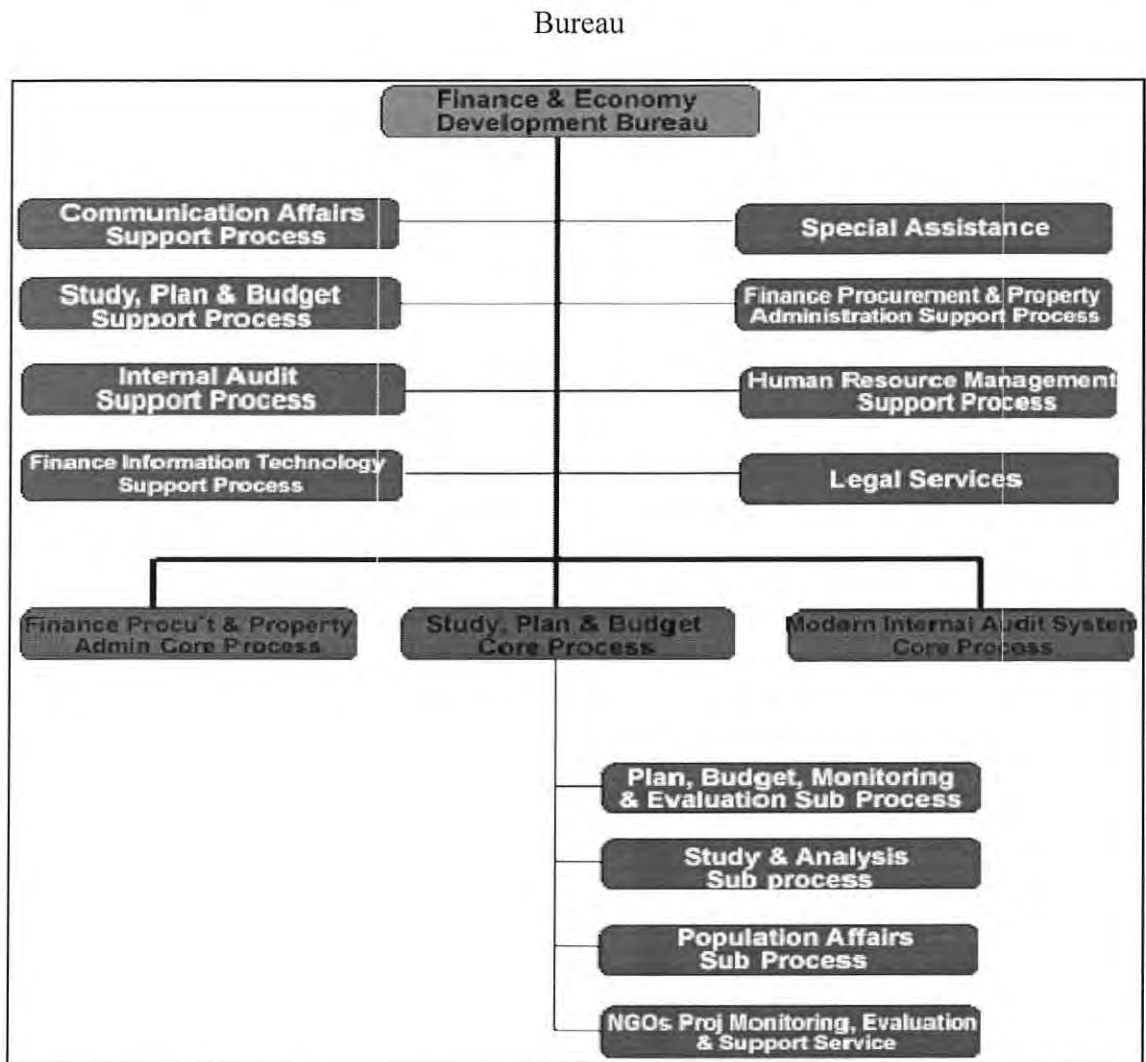 Bureau
Finance & Economy
Development Bureau
Communication Affairs
Support Process
Special Assistance
Study, Plan & Budget
Support Process
Finance Procurement & Property
Administration Support Process
Internal Audit
Support Process
Human Resource Management
Support Process
Finance Information Technology
Support Process
Legal Services
Finance Procu't & Property
Admin Core Process
Study, Plan & Budget
Core Process
Modern Internal Audit System
Core Process
Plan, Budget, Monitoring
& Evaluation Sub Process
Study & Analysis
Sub process
Population Affairs
Sub Process
NGOs Proj Monitoring, Evaluation
& Support Service